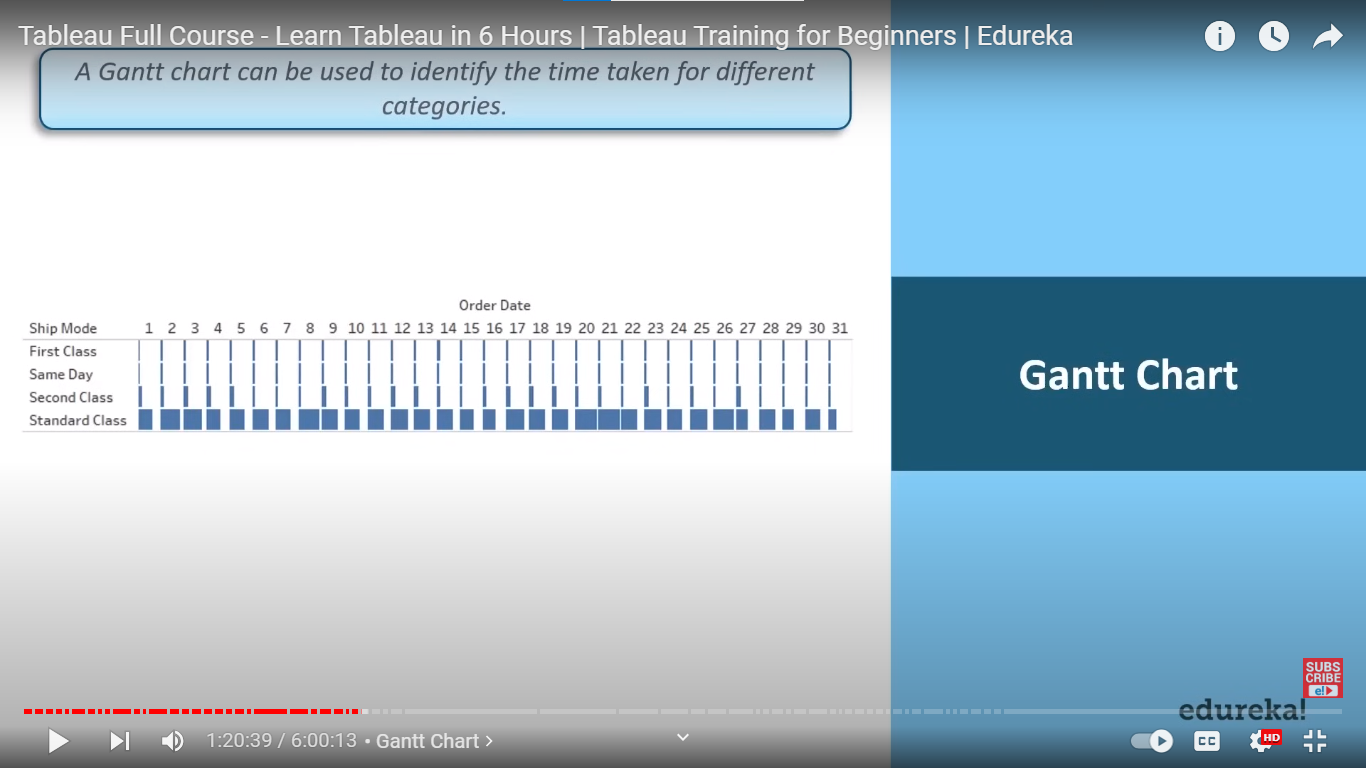 Tableau Full Course - Learn Tableau in 6 Hours | Tableau Training for Beginners | Edureka
A Gantt chart can be used to identify the time taken for different
categories.
Order Date
Ship Mode 1 2 3 4 5 6 7 8 9 10 11 12 13 14 15 16 17 18 19 20 21 22 23 24 25 26 27 28 29 30 31
First Class
Same Day
Second Class
Standard Class
Gantt Chart
SUBS
CRIBE
e!
edureka!
1:20:39 / 6:00:13 • Gantt Chart
CC
HD